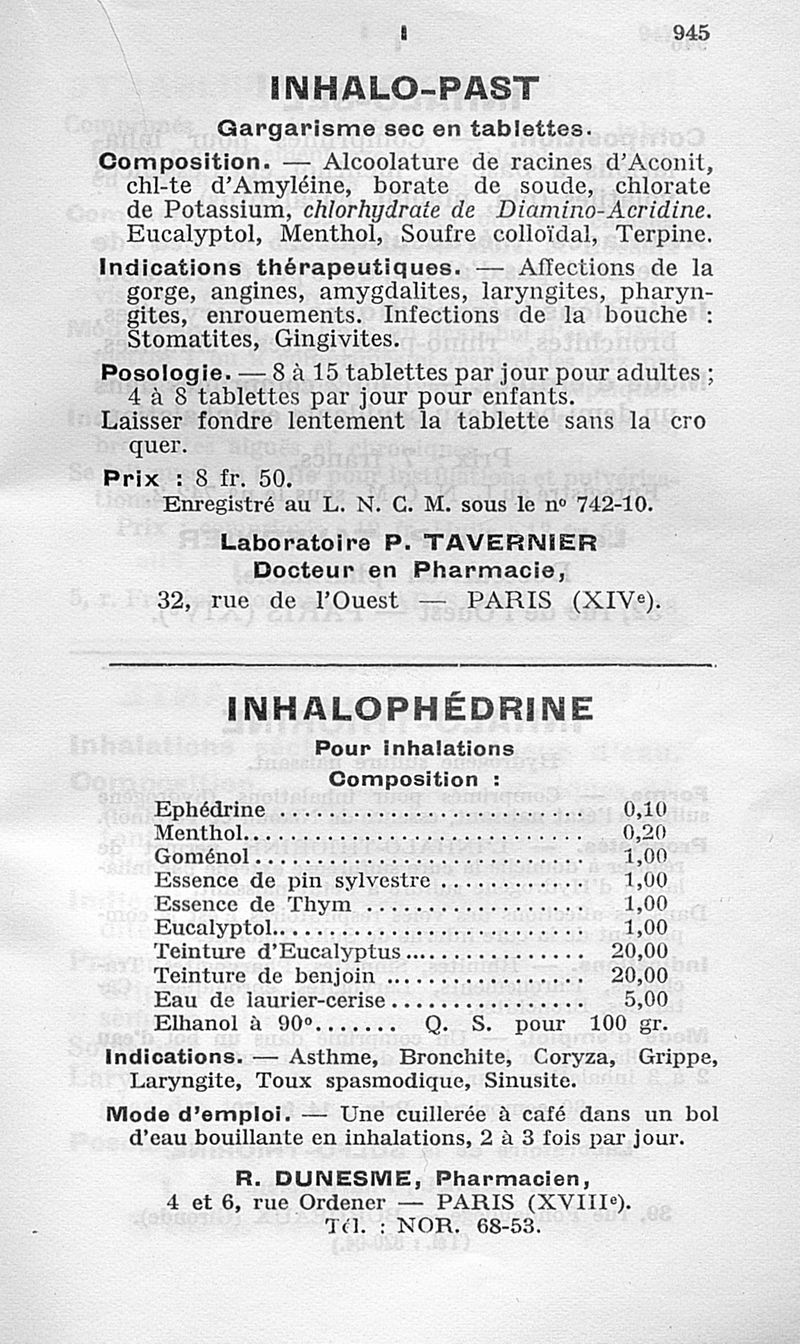 I 945
INHALO-PAST
Gargarisme sec en tablettes.
Composition. — Alcoolature de racines d'Aconit,
chl-te d'Amyléine, borate de soude, chlorate
de Potassium, chlorhydrate de Diamino-Acridine.
Eucalyptol, Menthol, Soufre colloïdal, Terpine.
Indications thérapeutiques. — Affections de la
gorge, angines, amygdalites, laryngites, pharyn-
gites, enrouements. Infections de la bouche :
Stomatites, Gingivites.
Posologie. — 8 à 15 tablettes par jour pour adultes ;
4 à 8 tablettes par jour pour enfants.
Laisser fondre lentement la tablette sans la cro
quer.
Prix : 8 fr. 50.
Enregistré au L. N. C. M. sous le nº 742-10.
Laboratoire P. TAVERNIER
Docteur en Pharmacie,
32, rue de l'Ouest — PARIS (XIVe).
INHALOPHÉDRINE
Pour Inhalations
Composition :
Ephédrine ........................ 0,10
Menthol........................... 0,20
Goménol........................... 1,00
Essence de pin sylvestre ............ 1,00
Essence de Thym ................... 1,00
Eucalyptol......................... 1,00
Teinture d'Eucalyptus............... 20,00
Teinture de benjoin ................ 20,00
Eau de laurier-cerise................ 5,00
Elhanol à 90º....... Q. S. pour 100 gr.
Indications. — Asthme, Bronchite, Coryza, Grippe,
Laryngite, Toux spasmodique, Sinusite.
Mode d'emploi. — Une cuillerée à café dans un bol
d'eau bouillante en inhalations, 2 à 3 fois par jour.
R. DUNESME, Pharmacien,
4 et 6, rue Ordener — PARIS (XVIIIe).
Tél. : NOR. 68-53.